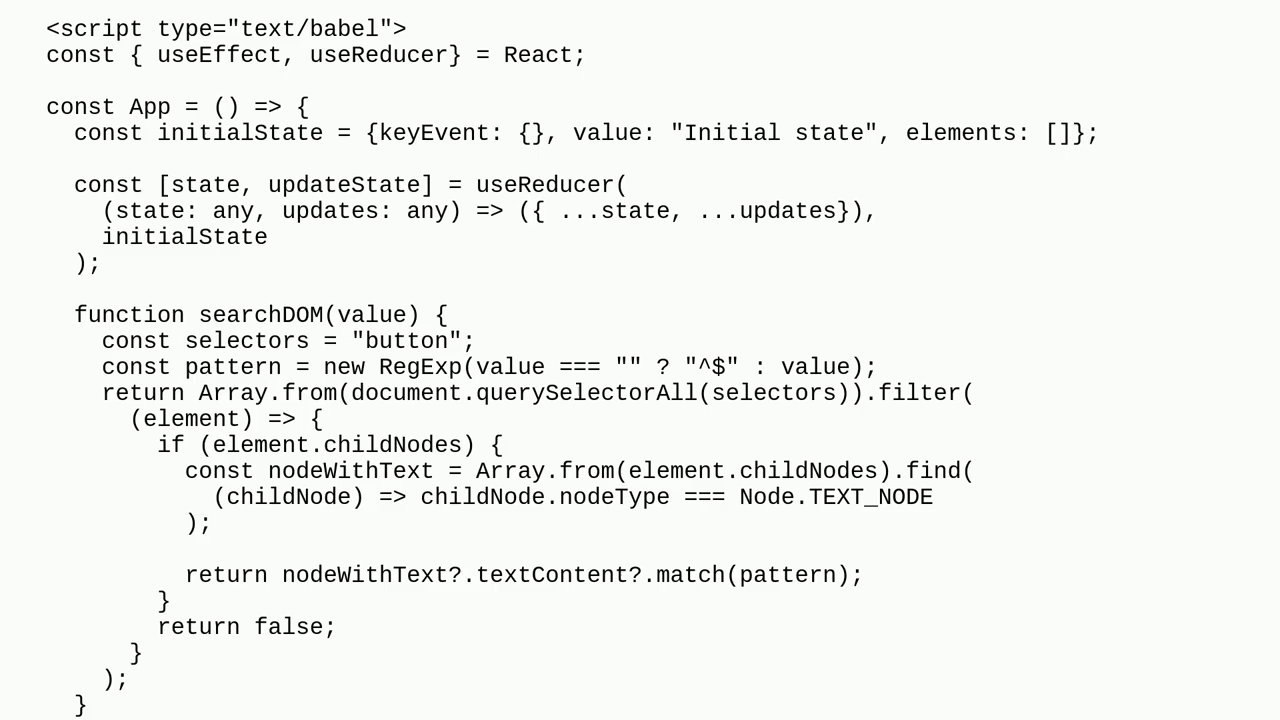 <script type="text/babel">
const { useEffect, useReducer} = React;
const App = () => {
const initialState = {keyEvent: {}, value: "Initial state", elements: []};
const [state, updateState] = useReducer(
(state: any, updates: any) => ({ ...state, ...updates}),
initialState
);
function searchDOM(value) {
const selectors = "button";
const pattern = new RegExp(value === "" ? "^$" : value);
return Array.from(document.querySelectorAll(selectors)).filter(
(element) => {
if (element.childNodes) {
const nodeWithText = Array.from(element.childNodes).find(
(childNode) => childNode.nodeType === Node.TEXT_NODE
);
return nodeWithText?.textContent?.match(pattern);
}
return false;
}
);
}